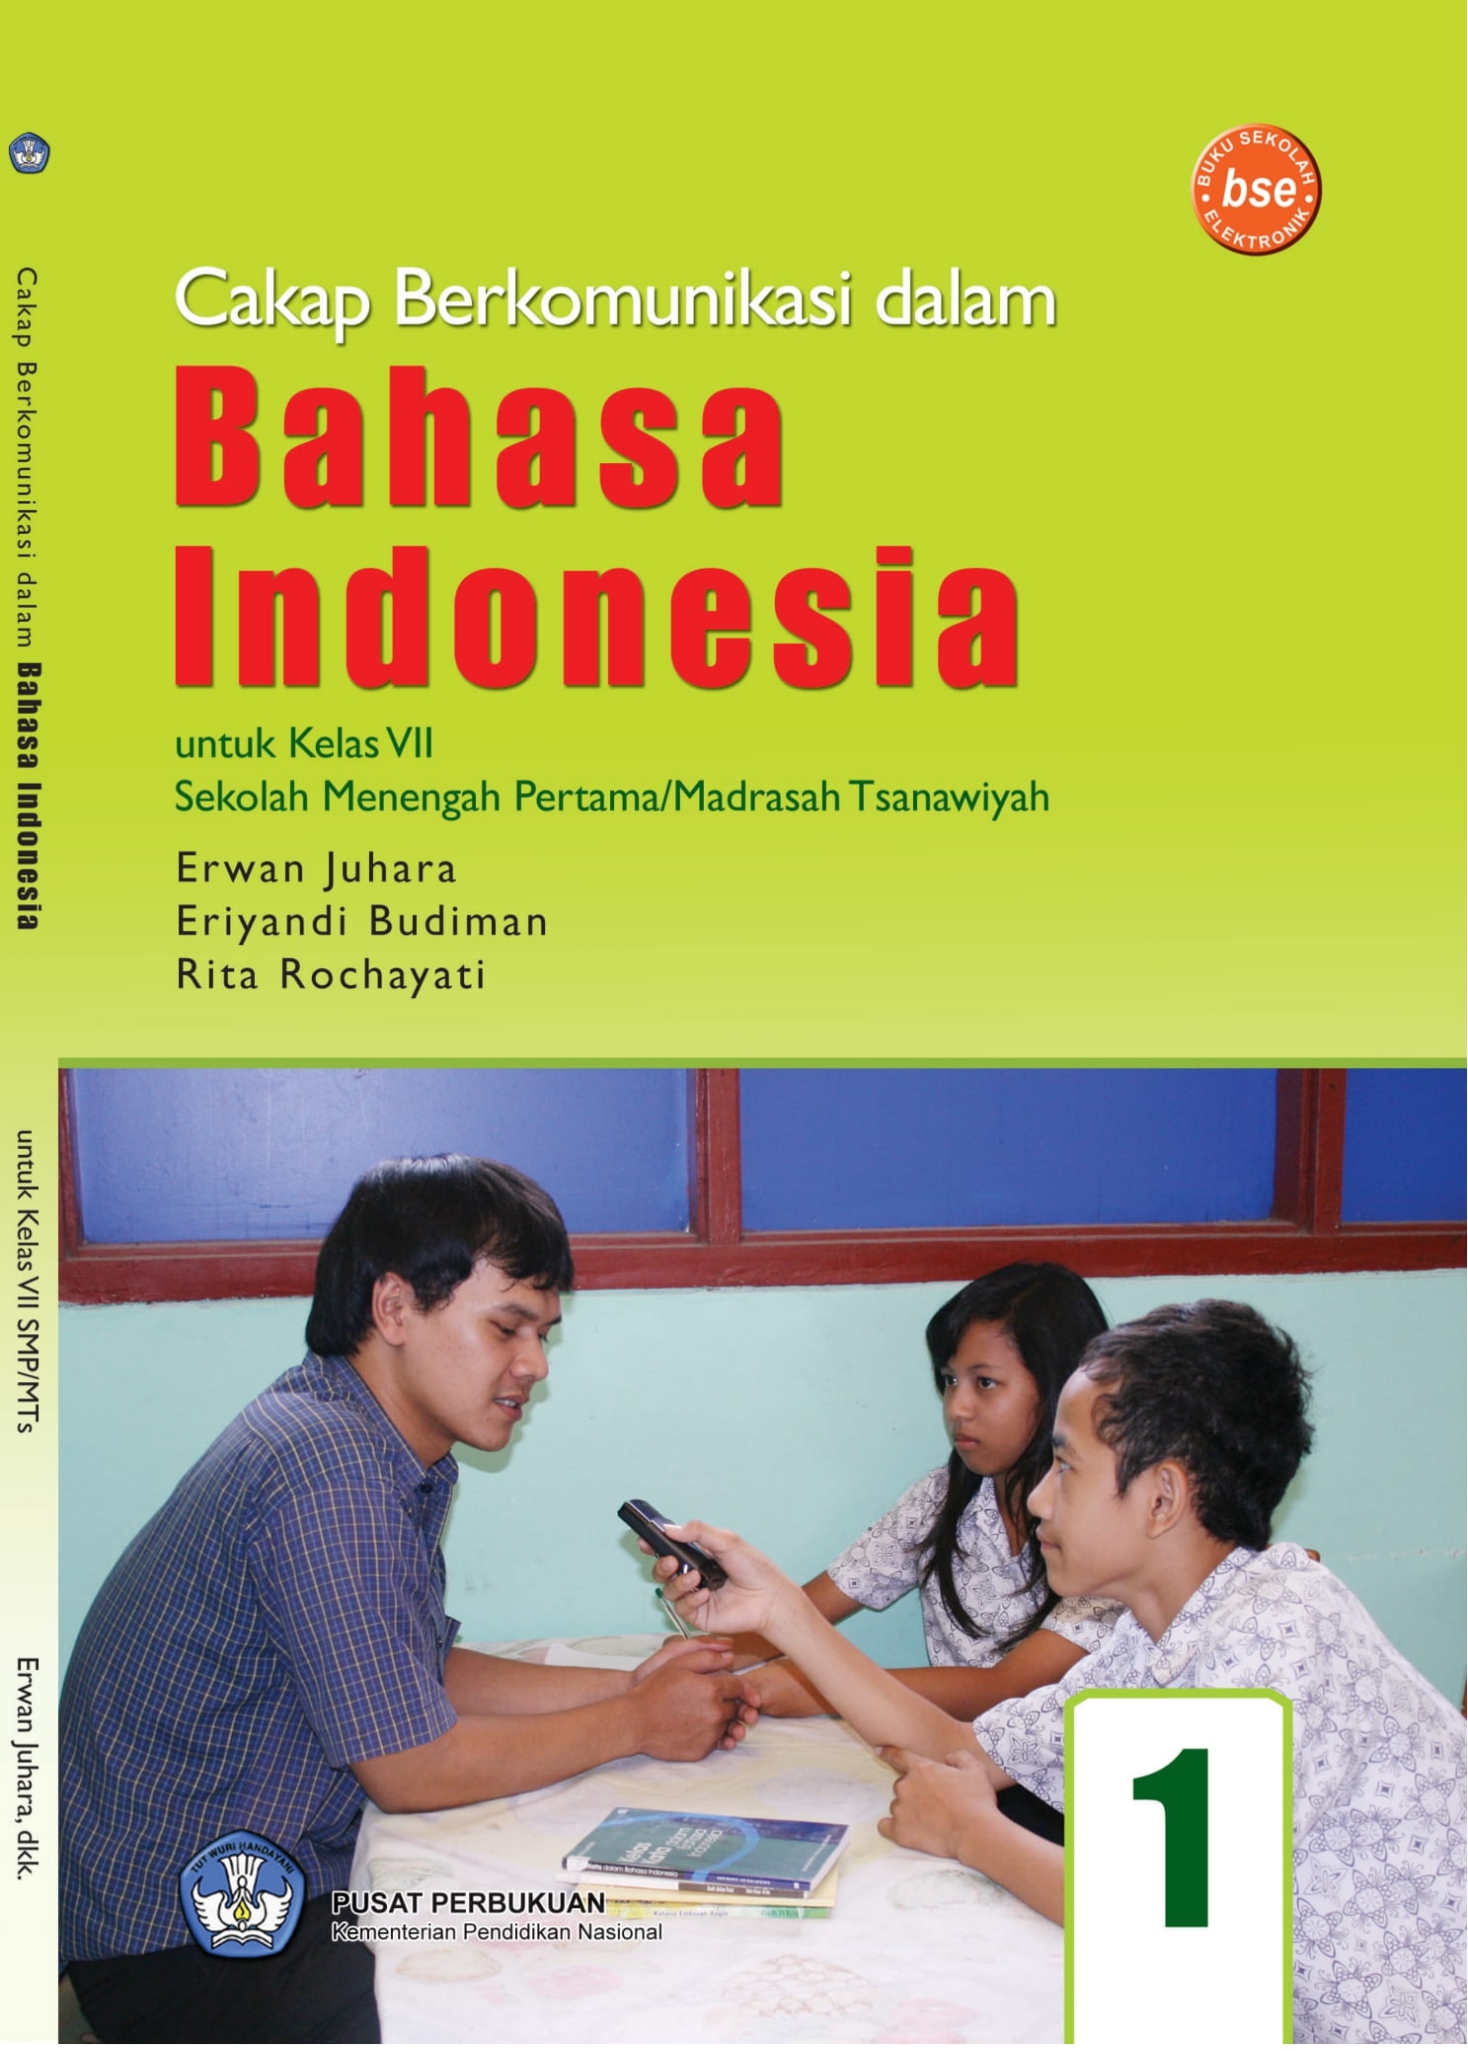 BUKU SEKOLAH
bse
ELEKTRONIK
Cakap Berkomunikasi dalam
Bahasa
Indonesia
untuk Kelas VII
Sekolah Menengah Pertama/Madrasah Tsanawiyah
Erwan Juhara
Eriyandi Budiman
Rita Rochayati
Cakap Berkomunikasi dalam Bahasa Indonesia
untuk Kelas VII SMP/MTs
Erwan Juhara, dkk.
TUT WURI HANDAYANI
PUSAT PERBUKUAN
Kementerian Pendidikan Nasional
1